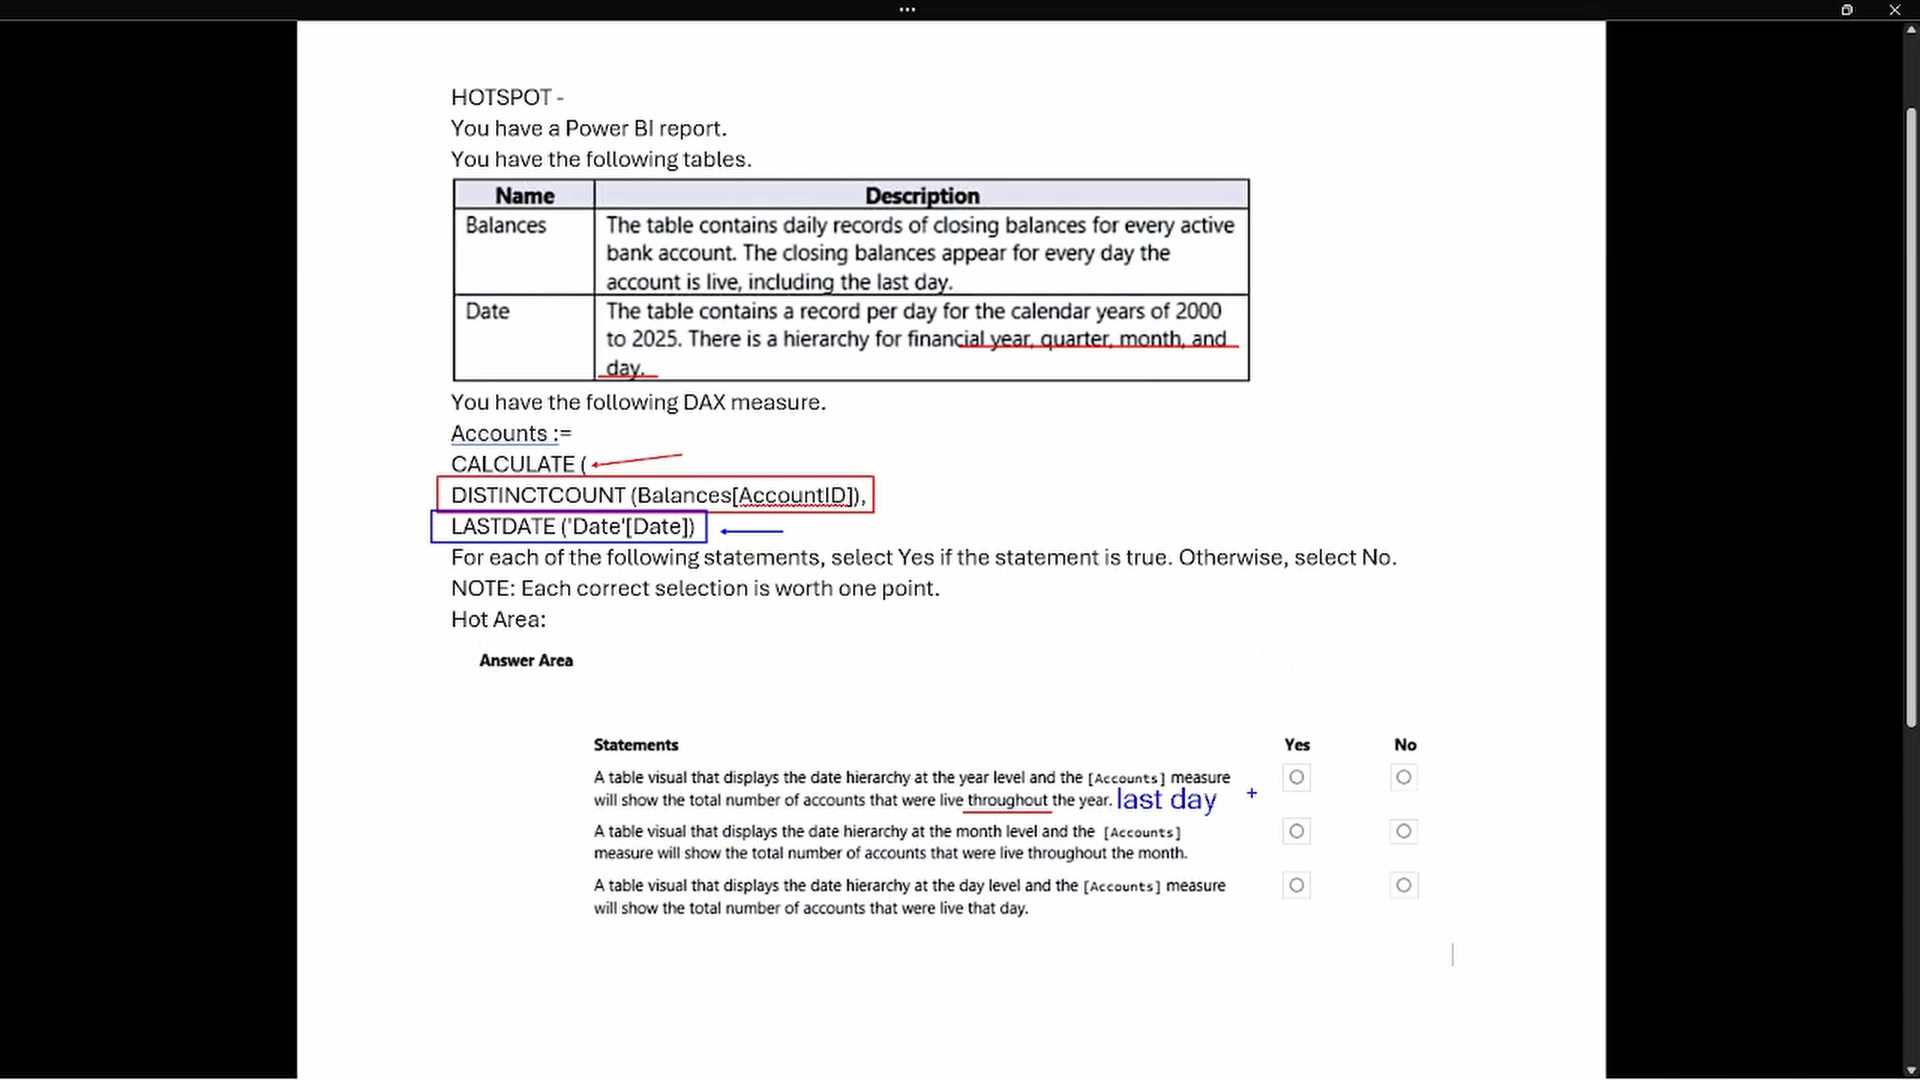 HOTSPOT -
You have a Power BI report.
You have the following tables.
Name Description
Balances The table contains daily records of closing balances for every active
bank account. The closing balances appear for every day the
account is live, including the last day.
Date The table contains a record per day for the calendar years of 2000
to 2025. There is a hierarchy for financial year, quarter, month, and
day.
You have the following DAX measure.
Accounts :=
CALCULATE (
DISTINCTCOUNT (Balances[AccountID]),
LASTDATE ('Date'[Date])
For each of the following statements, select Yes if the statement is true. Otherwise, select No.
NOTE: Each correct selection is worth one point.
Hot Area:
Answer Area
Statements Yes No
A table visual that displays the date hierarchy at the year level and the [Accounts] measure
will show the total number of accounts that were live throughout the year. last day
A table visual that displays the date hierarchy at the month level and the [Accounts]
measure will show the total number of accounts that were live throughout the month.
A table visual that displays the date hierarchy at the day level and the [Accounts] measure
will show the total number of accounts that were live that day.